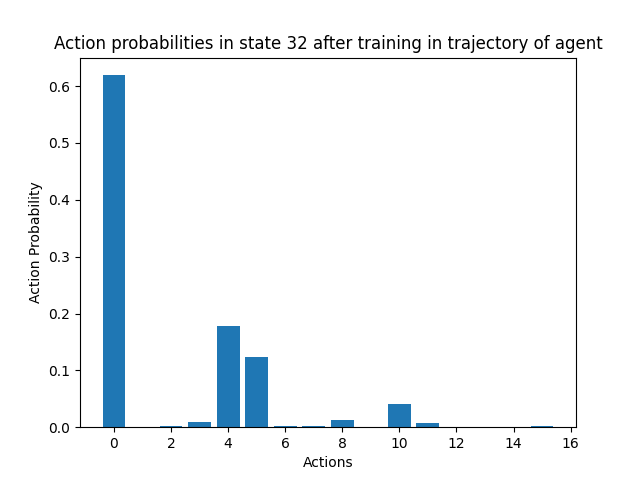 Action probabilities in state 32 after training in trajectory of agent
0.6
0.5
0.4
0.3
0.2
0.1
0.0
Action Probability
0 2 4 6 8 10 12 14 16
Actions